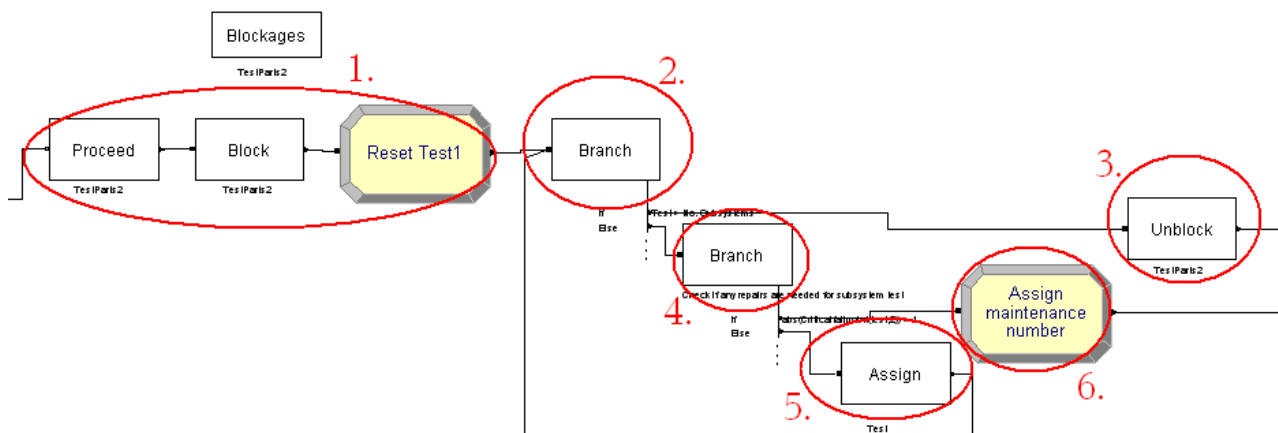 Blockages
TestParts2
1.
2.
Proceed
Block
Reset Test1
Branch
TestParts2
TestParts2
3.
If
Else
Unblock
TestParts2
Branch
4.
Check if any repairs are needed for subsystem test
If
Else
Assign
maintenance
number
5.
Assign
6.
Test